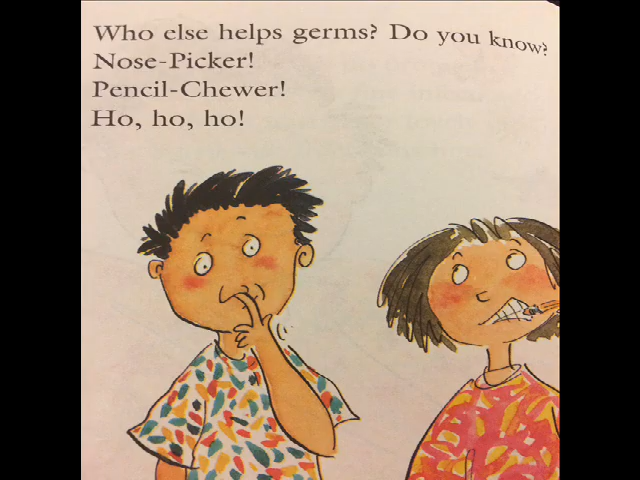 Who else helps germs? Do you know?
Nose-Picker!
Pencil-Chewer!
Ho, ho, ho!